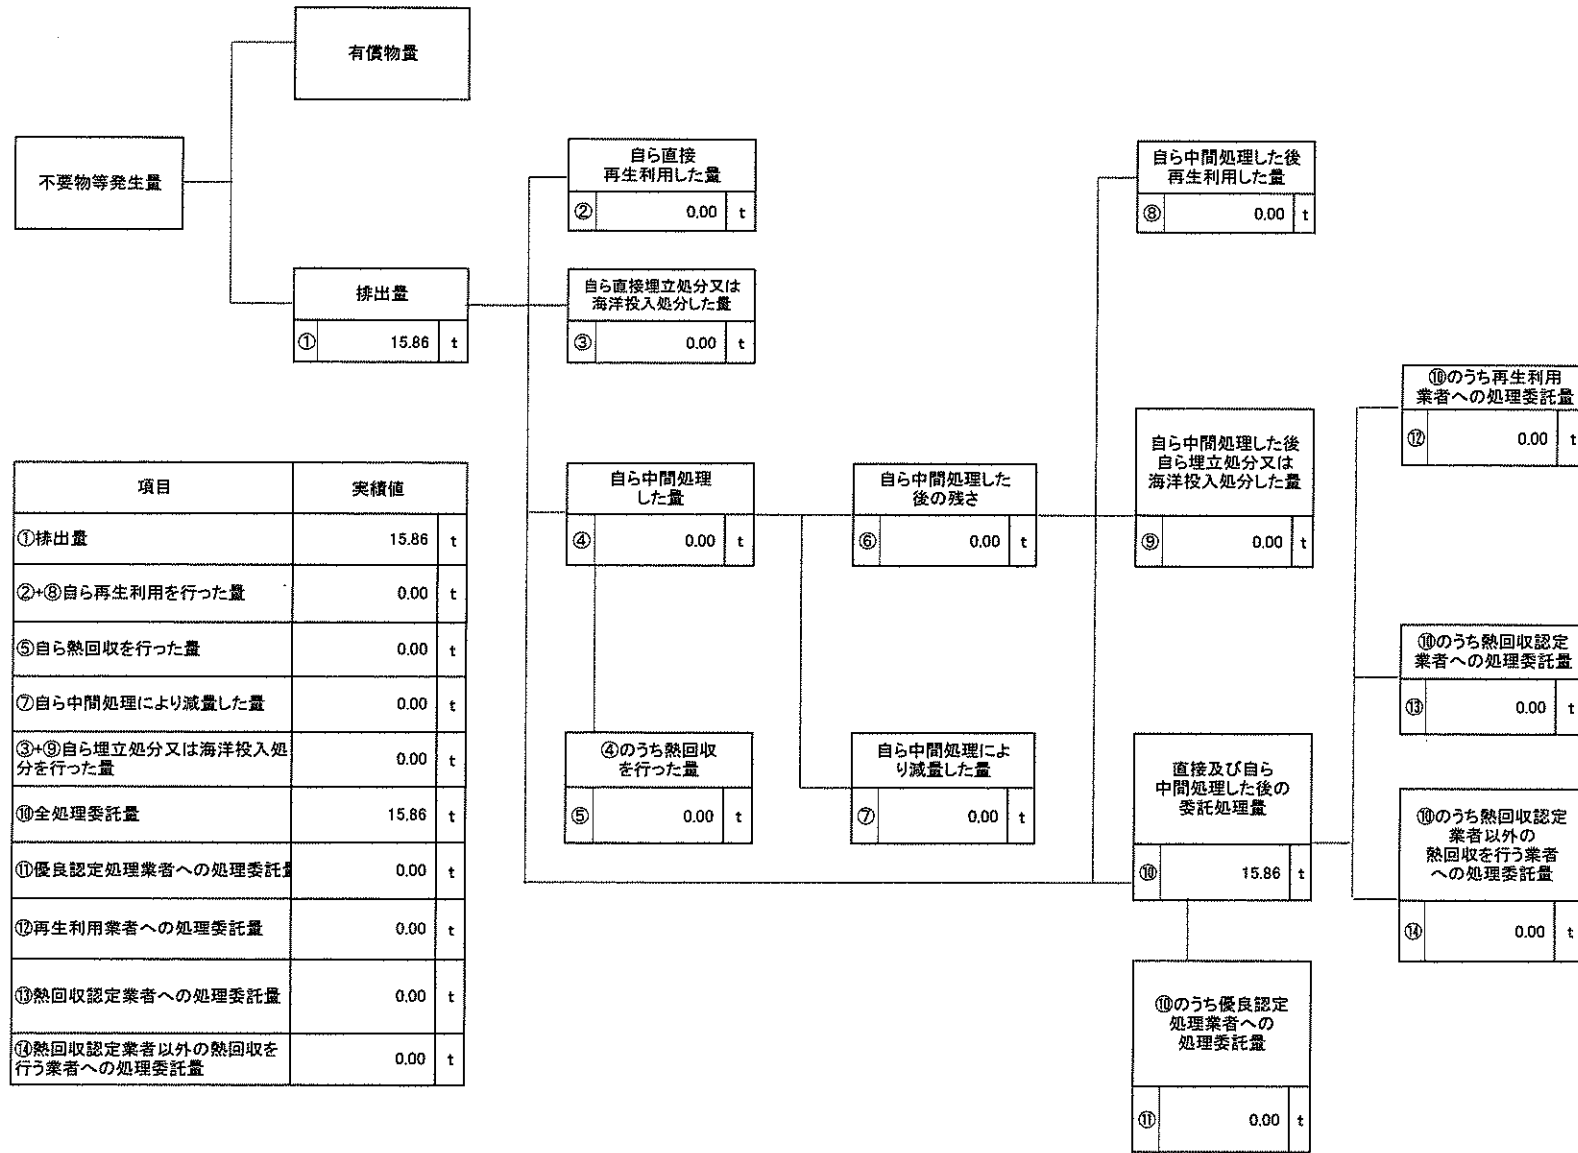 有償物量
不要物等発生量
排出量
① 15.86 t
自ら直接
再生利用した量
② 0.00 t
自ら直接埋立処分又は
海洋投入処分した量
③ 0.00 t
自ら中間処理
した量
④ 0.00 t
④のうち熱回収
を行った量
⑤ 0.00 t
自ら中間処理した
後の残さ
⑥ 0.00 t
自ら中間処理によ
り減量した量
⑦ 0.00 t
自ら中間処理した後
再生利用した量
⑧ 0.00 t
自ら中間処理した後
自ら埋立処分又は
海洋投入処分した量
⑨ 0.00 t
直接及び自ら
中間処理した後の
委託処理量
⑩ 15.86 t
⑩のうち優良認定
処理業者への
処理委託量
⑪ 0.00 t
⑩のうち再生利用
業者への処理委託量
⑫ 0.00 t
⑩のうち熱回収認定
業者への処理委託量
⑬ 0.00 t
⑩のうち熱回収認定
業者以外の
熱回収を行う業者
への処理委託量
⑭ 0.00 t
項目 実績値
①排出量 15.86 t
②+⑧自ら再生利用を行った量 0.00 t
⑤自ら熱回収を行った量 0.00 t
⑦自ら中間処理により減量した量 0.00 t
③+⑨自ら埋立処分又は海洋投入処
分を行った量 0.00 t
⑩全処理委託量 15.86 t
⑪優良認定処理業者への処理委託量 0.00 t
⑫再生利用業者への処理委託量 0.00 t
⑬熱回収認定業者への処理委託量 0.00 t
⑭熱回収認定業者以外の熱回収を
行う業者への処理委託量 0.00 t